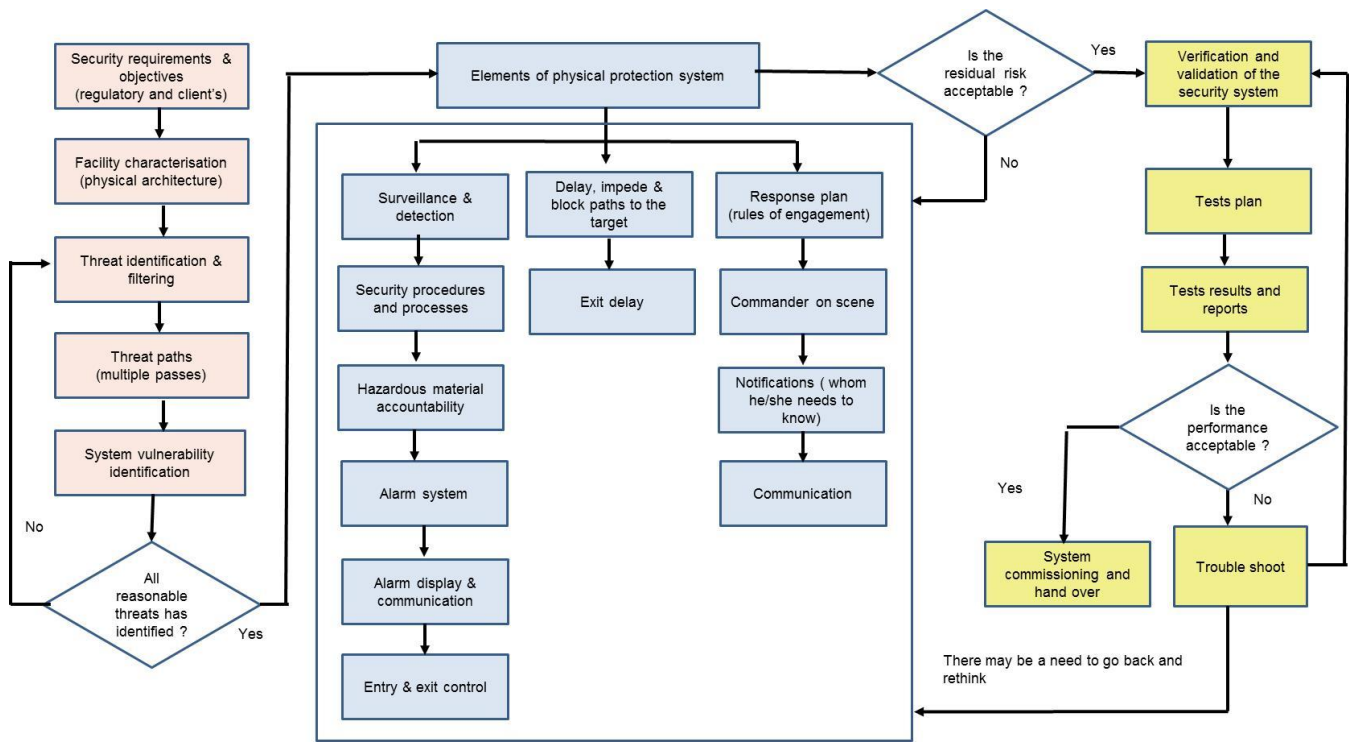 Security requirements &
objectives
(regulatory and client's)
Facility characterisation
(physical architecture)
Threat identification &
filtering
Threat paths
(multiple passes)
System vulnerability
identification
No
All
reasonable
threats has
identified ?
Yes
Elements of physical protection system
Surveillance &
detection
Security procedures
and processes
Hazardous material
accountability
Alarm system
Alarm display &
communication
Entry & exit control
Delay, impede &
block paths to the
target
Exit delay
Response plan
(rules of engagement)
Commander on scene
Notifications ( whom
he/she needs to
know)
Communication
Is the
residual risk
acceptable ?
Yes
No
Verification and
validation of the
security system
Tests plan
Tests results and
reports
Is the
performance
acceptable ?
Yes
No
System
commissioning and
hand over
Trouble shoot
There may be a need to go back and
rethink